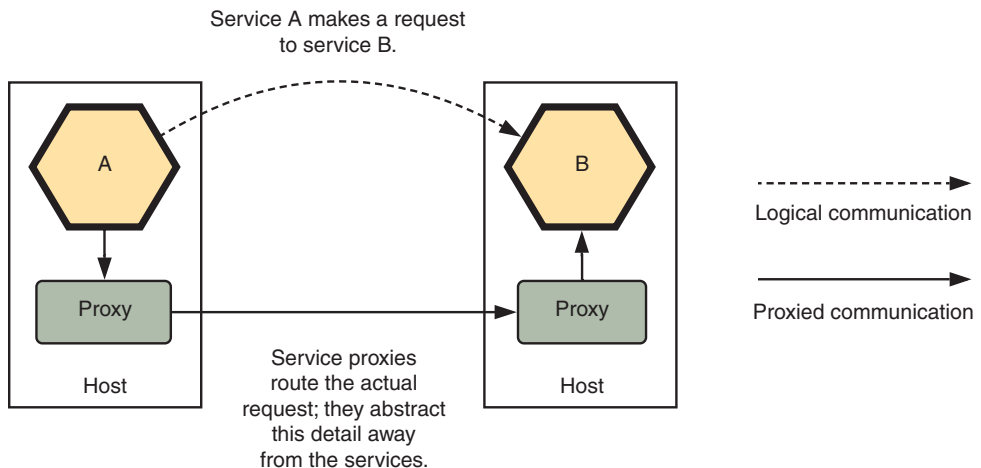 Service A makes a request
to service B.
A
B
Proxy
Proxy
Host
Host
Service proxies
route the actual
request; they abstract
this detail away
from the services.
Logical communication
Proxied communication